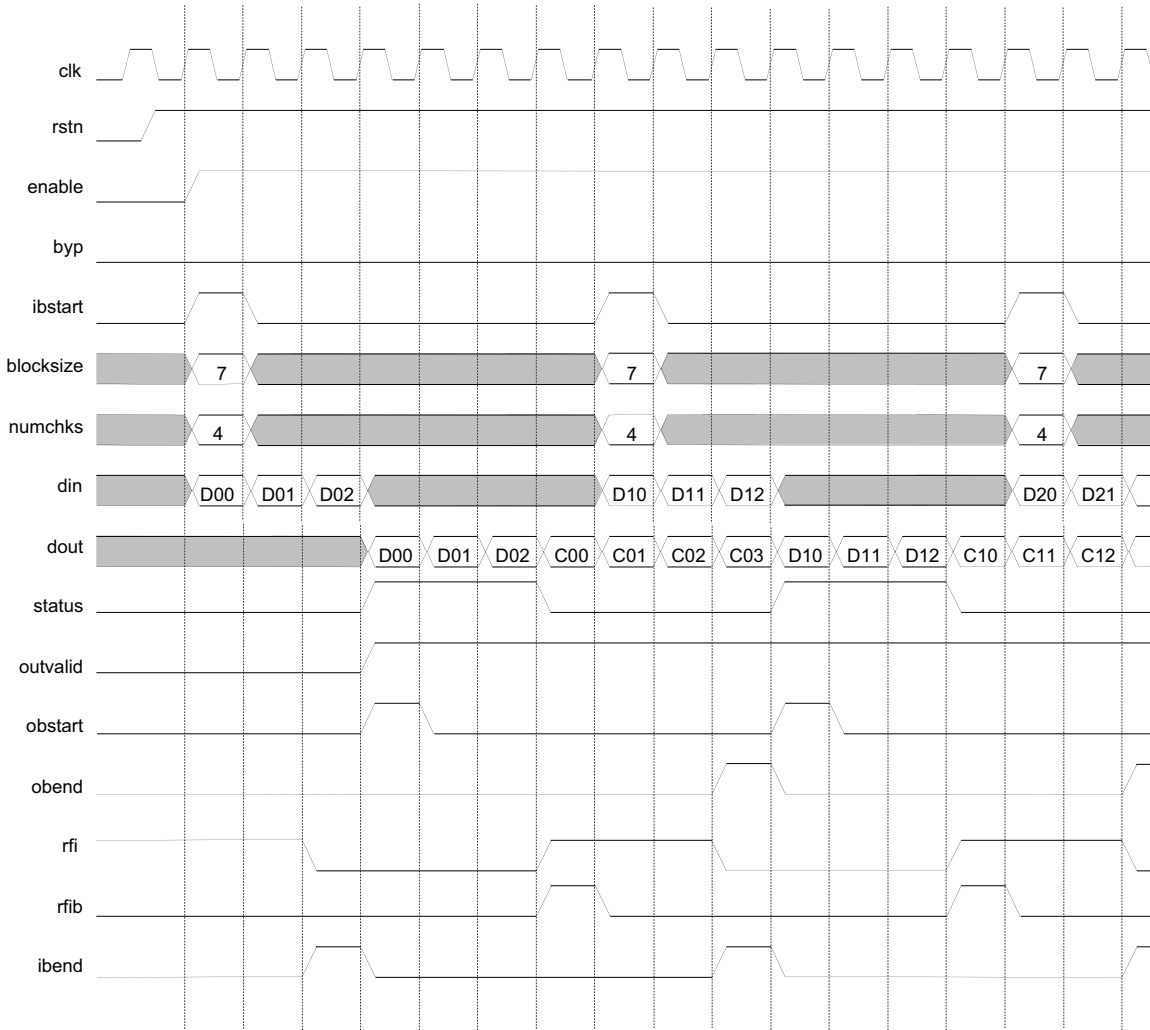 clk
rstn
enable
byp
ibstart
blocksize 7 7 7
numchks 4 4 4
din D00 D01 D02 D10 D11 D12 D20 D21
dout D00 D01 D02 C00 C01 C02 C03 D10 D11 D12 C10 C11 C12
status
outvalid
obstart
obend
rfi
rfib
ibend